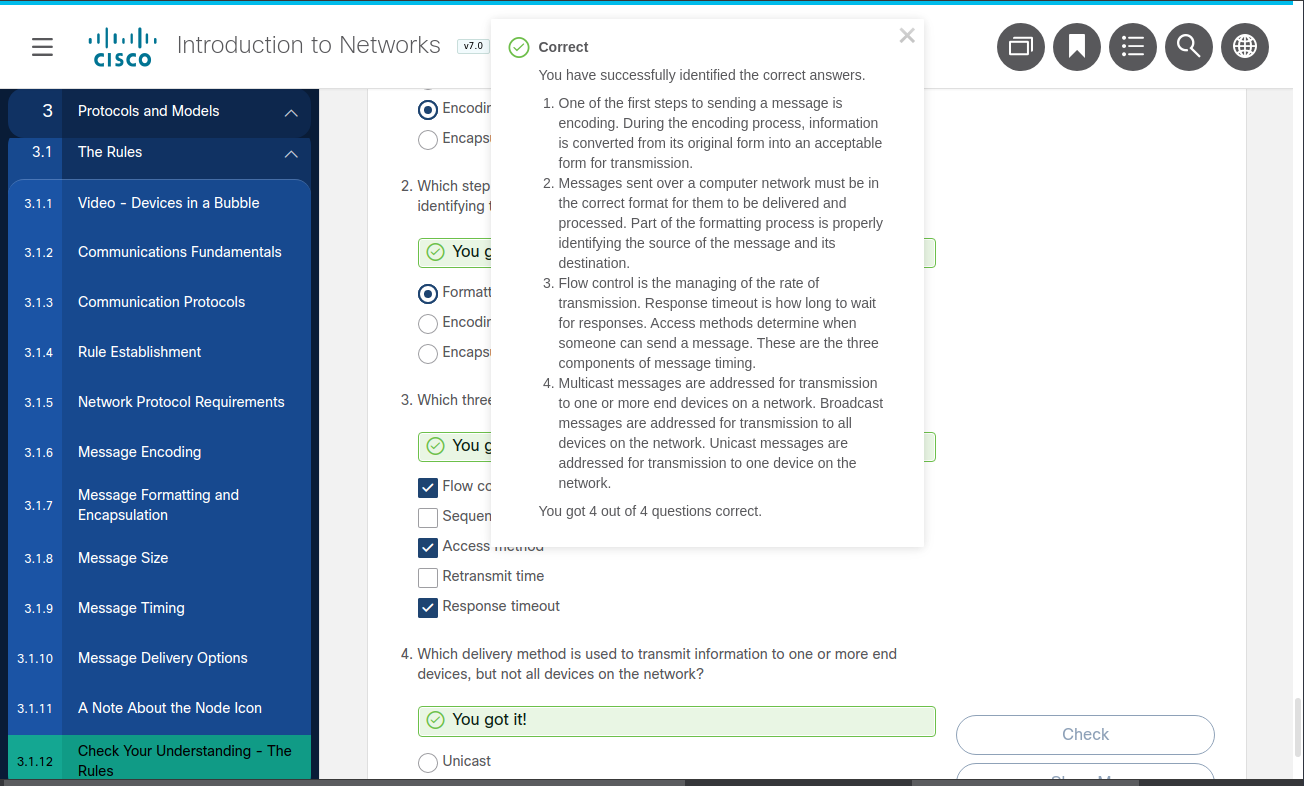 CISCO
Introduction to Networks
v7.0
3 Protocols and Models
3.1 The Rules
3.1.1 Video - Devices in a Bubble
3.1.2 Communications Fundamentals
3.1.3 Communication Protocols
3.1.4 Rule Establishment
3.1.5 Network Protocol Requirements
3.1.6 Message Encoding
3.1.7 Message Formatting and
Encapsulation
3.1.8 Message Size
3.1.9 Message Timing
3.1.10 Message Delivery Options
3.1.11 A Note About the Node Icon
3.1.12 Check Your Understanding - The
Rules
Correct
You have successfully identified the correct answers.
1. One of the first steps to sending a message is
encoding. During the encoding process, information
is converted from its original form into an acceptable
form for transmission.
2. Messages sent over a computer network must be in
the correct format for them to be delivered and
processed. Part of the formatting process is properly
identifying the source of the message and its
destination.
3. Flow control is the managing of the rate of
transmission. Response timeout is how long to wait
for responses. Access methods determine when
someone can send a message. These are the three
components of message timing.
4. Multicast messages are addressed for transmission
to one or more end devices on a network. Broadcast
messages are addressed for transmission to all
devices on the network. Unicast messages are
addressed for transmission to one device on the
network.
You got 4 out of 4 questions correct.
2. Which step
identifying
You g
Formatt
3. Which three
You g
Flow co
Sequen
Access method
Retransmit time
Response timeout
4. Which delivery method is used to transmit information to one or more end
devices, but not all devices on the network?
You got it!
Unicast
Check